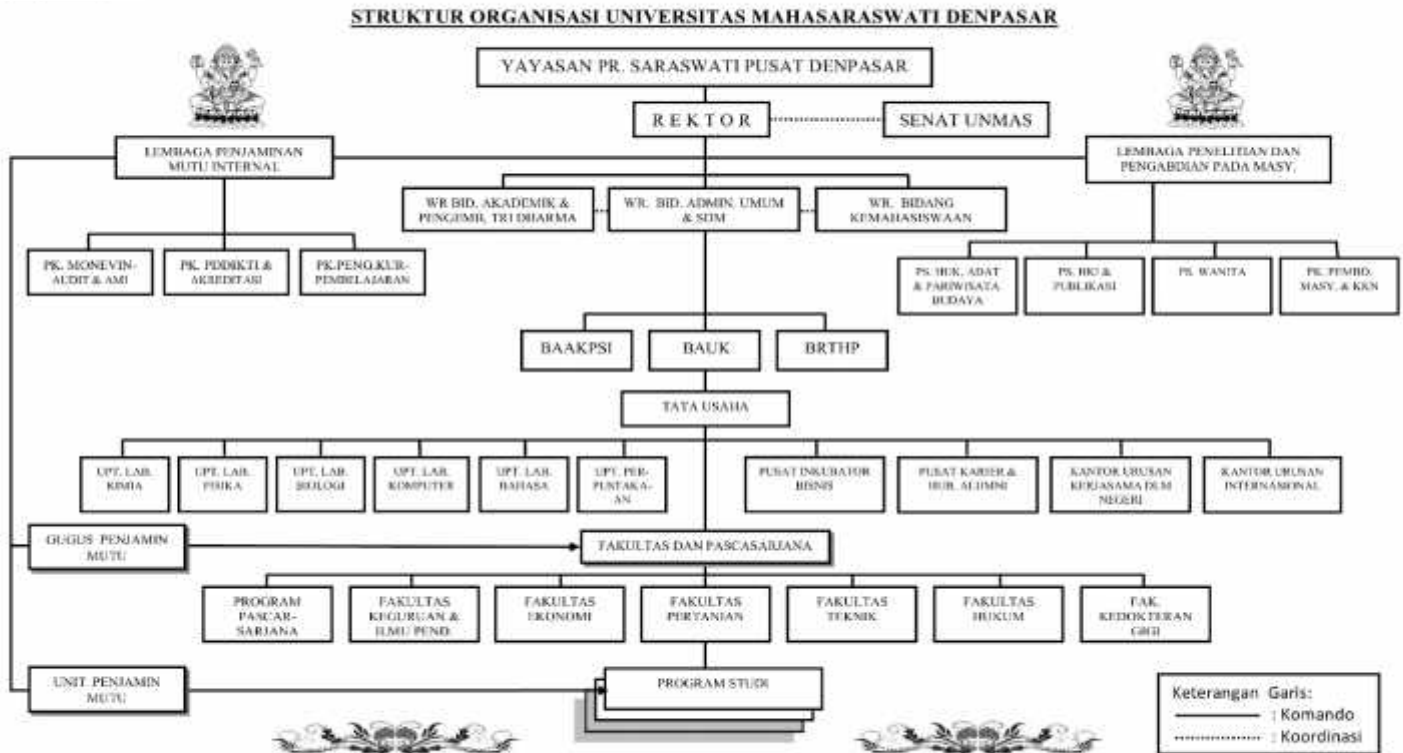 STRUKTUR ORGANISASI UNIVERSITAS MAHASARASWATI DENPASAR
YAYASAN PR. SARASWATI PUSAT DENPASAR
REKTOR
SENAT UNMAS
LEMBAGA PENJAMINAN
MUTU INTERNAL
LEMBAGA PENELITIAN DAN
PENGABDIAN PADA MASY.
WR BID. AKADEMIK &
PENGEMB. TRI DHARMA
WR. BID. ADMIN, UMUM
& SDM
WR. BIDANG
KEMAHASISWAAN
PK. MONEVIN-
AUDIT & AMI
PK. PDDIKTI &
AKREDITASI
PK.PENG.KUR-
PEMBELAJARAN
PS. HUK. ADAT
& PARIWISATA
BUDAYA
PS. HKI &
PUBLIKASI
PS. WANITA
PK. PEMBD.
MASY. & KKN
BAAKPSI
BAUK
BRTHP
TATA USAHA
UPT. LAB.
KIMIA
UPT. LAB.
FISIKA
UPT. LAB.
BIOLOGI
UPT. LAB.
KOMPUTER
UPT. LAB.
BAHASA
UPT. PER-
PUSTAKA-
AN
PUSAT INKUBATOR
BISNIS
PUSAT KARIER &
HUB. ALUMNI
KANTOR URUSAN
KERJASAMA DLM
NEGERI
KANTOR URUSAN
INTERNASIONAL
GUGUS PENJAMIN
MUTU
FAKULTAS DAN PASCASARJANA
PROGRAM
PASCAR-
SARJANA
FAKULTAS
KEGURUAN &
ILMU PEND.
FAKULTAS
EKONOMI
FAKULTAS
PERTANIAN
FAKULTAS
TEKNIK
FAKULTAS
HUKUM
FAK.
KEDOKTERAN
GIGI
UNIT PENJAMIN
MUTU
PROGRAM STUDI
Keterangan Garis:
: Komando
: Koordinasi